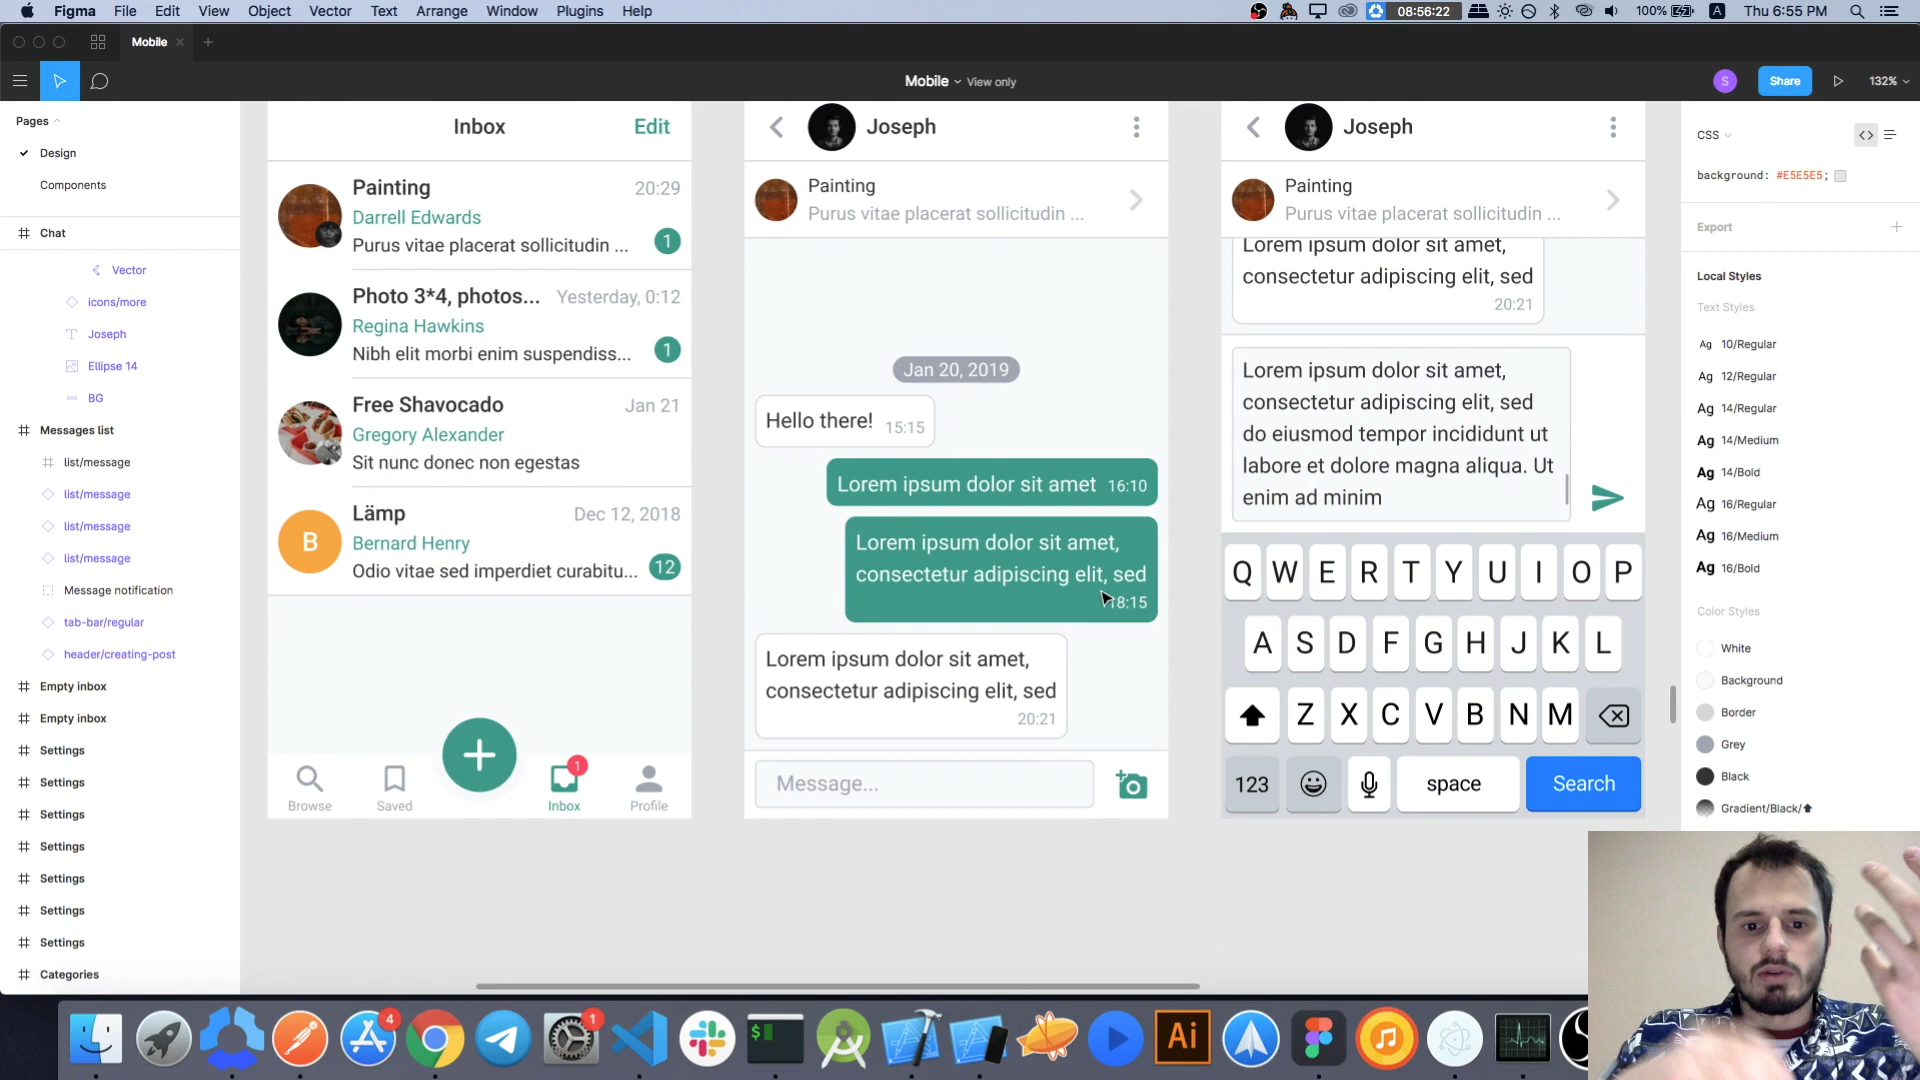 Figma File Edit View Object Vector Text Arrange Window Plugins Help
08:56:22 100% A Thu 6:55 PM
Mobile
Mobile View only
S Share 132%
Pages
Design
Components
Chat
Vector
icons/more
Joseph
Ellipse 14
BG
Messages list
list/message
list/message
list/message
list/message
Message notification
tab-bar/regular
header/creating-post
Empty inbox
Empty inbox
Settings
Settings
Settings
Settings
Settings
Settings
Settings
Categories
Inbox Edit
Painting 20:29
Darrell Edwards
Purus vitae placerat sollicitudin ... 1
Photo 3*4, photos... Yesterday, 0:12
Regina Hawkins
Nibh elit morbi enim suspendiss... 1
Free Shavocado Jan 21
Gregory Alexander
Sit nunc donec non egestas
B Lämp Dec 12, 2018
Bernard Henry
Odio vitae sed imperdiet curabitu... 12
1
Browse Saved Inbox Profile
Joseph
Painting
Purus vitae placerat sollicitudin ...
Jan 20, 2019
Hello there! 15:15
Lorem ipsum dolor sit amet 16:10
Lorem ipsum dolor sit amet,
consectetur adipiscing elit, sed
18:15
Lorem ipsum dolor sit amet,
consectetur adipiscing elit, sed
20:21
Message...
Joseph
Painting
Purus vitae placerat sollicitudin ...
Lorem ipsum dolor sit amet,
consectetur adipiscing elit, sed
20:21
Lorem ipsum dolor sit amet,
consectetur adipiscing elit, sed
do eiusmod tempor incididunt ut
labore et dolore magna aliqua. Ut
enim ad minim
Q W E R T Y U I O P
A S D F G H J K L
Z X C V B N M
123 space Search
CSS
background: #E5E5E5;
Export
Local Styles
Text Styles
Ag 10/Regular
Ag 12/Regular
Ag 14/Regular
Ag 14/Medium
Ag 14/Bold
Ag 16/Regular
Ag 16/Medium
Ag 16/Bold
Color Styles
White
Background
Border
Grey
Black
Gradient/Black/
4 1 $ Ai